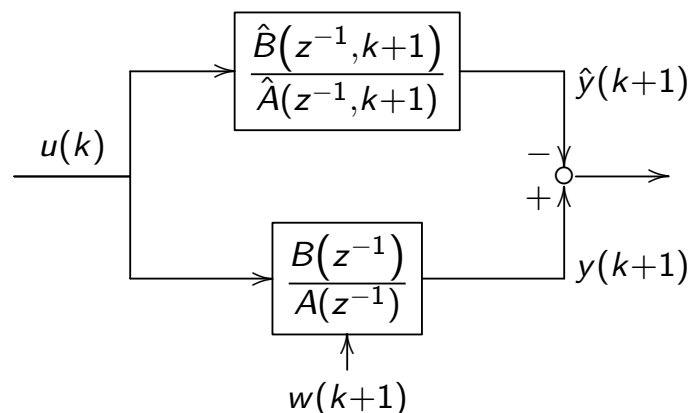 B̂(z⁻¹,k+1)
Â(z⁻¹,k+1)
ŷ(k+1)
u(k)
−
+
B(z⁻¹)
A(z⁻¹)
y(k+1)
w(k+1)